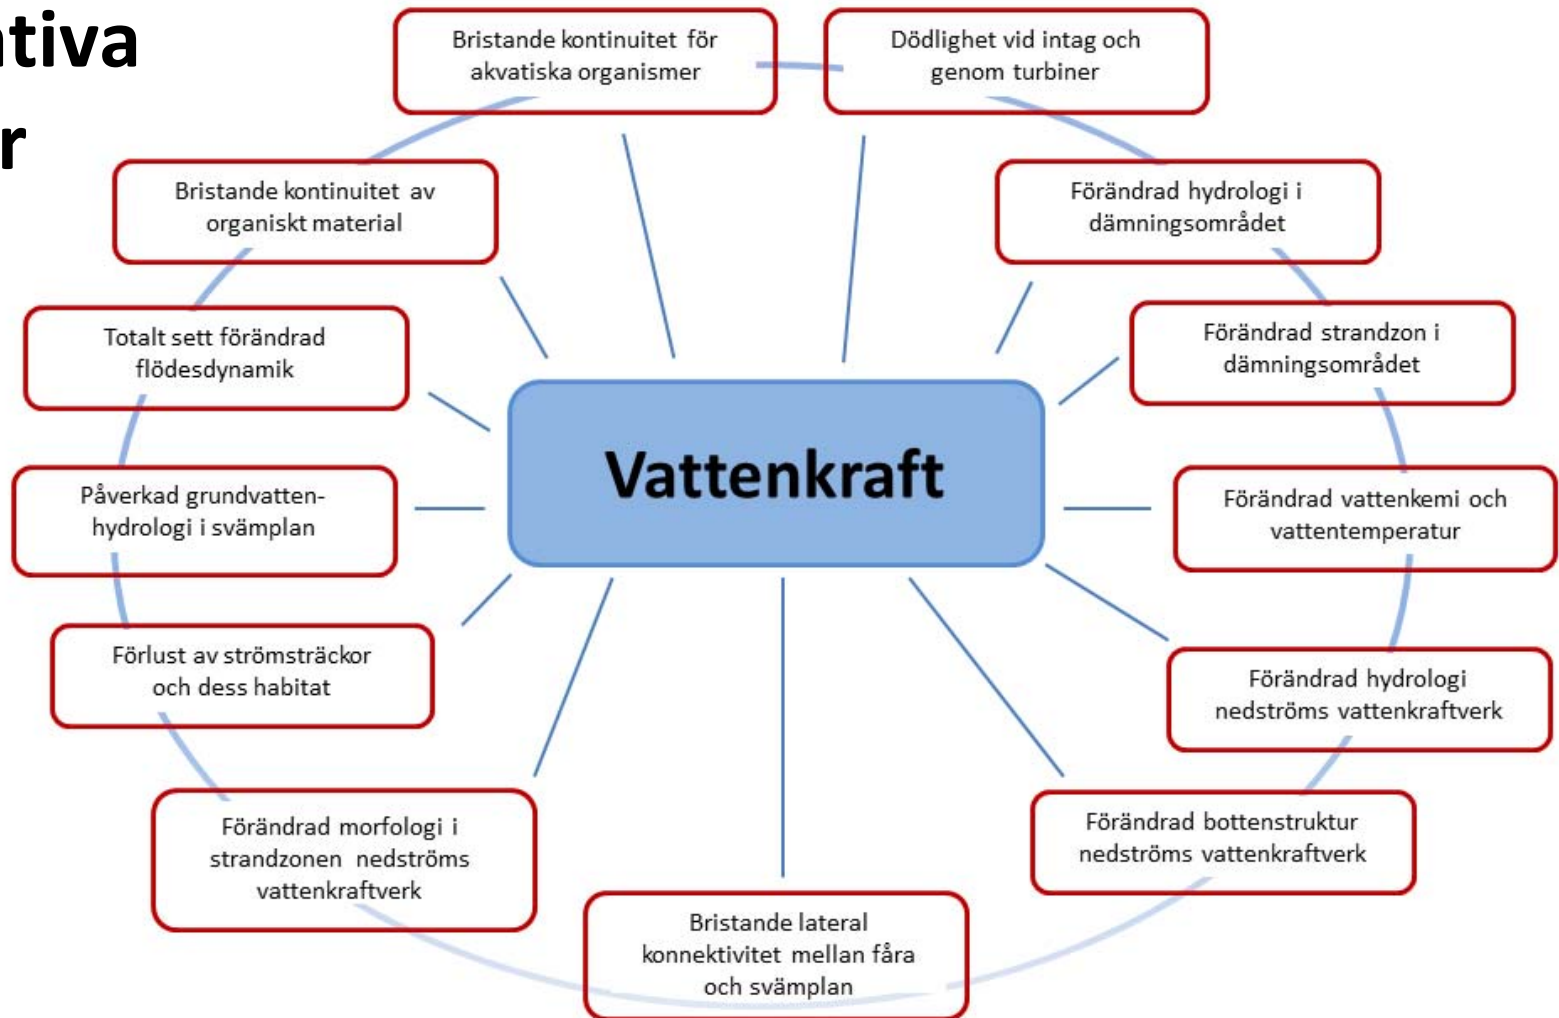 ativa
r
Bristande kontinuitet för
akvatiska organismer
Dödlighet vid intag och
genom turbiner
Bristande kontinuitet av
organiskt material
Förändrad hydrologi i
dämningsområdet
Totalt sett förändrad
flödesdynamik
Förändrad strandzon i
dämningsområdet
Vattenkraft
Påverkad grundvatten-
hydrologi i svämplan
Förändrad vattenkemi och
vattentemperatur
Förlust av strömsträckor
och dess habitat
Förändrad hydrologi
nedströms vattenkraftverk
Förändrad morfologi i
strandzonen nedströms
vattenkraftverk
Förändrad bottenstruktur
nedströms vattenkraftverk
Bristande lateral
konnektivitet mellan fåra
och svämplan